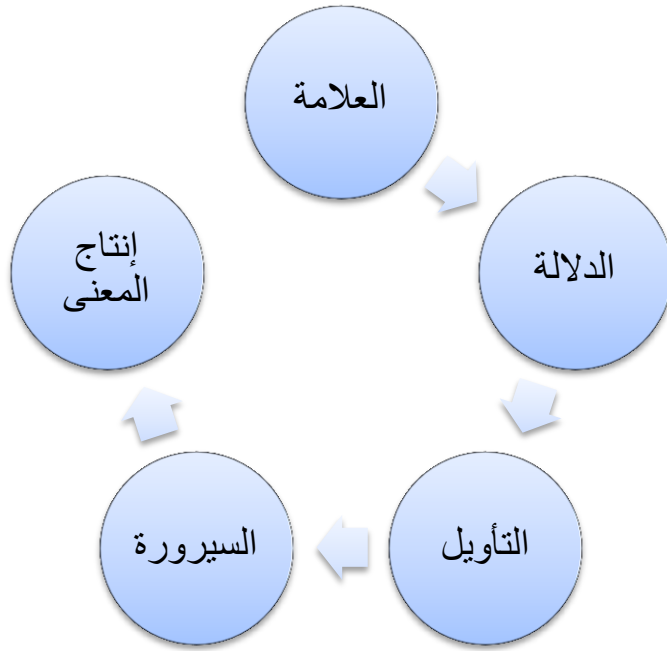 العلامة
الدلالة
التأويل
السيرورة
إنتاج
المعنى